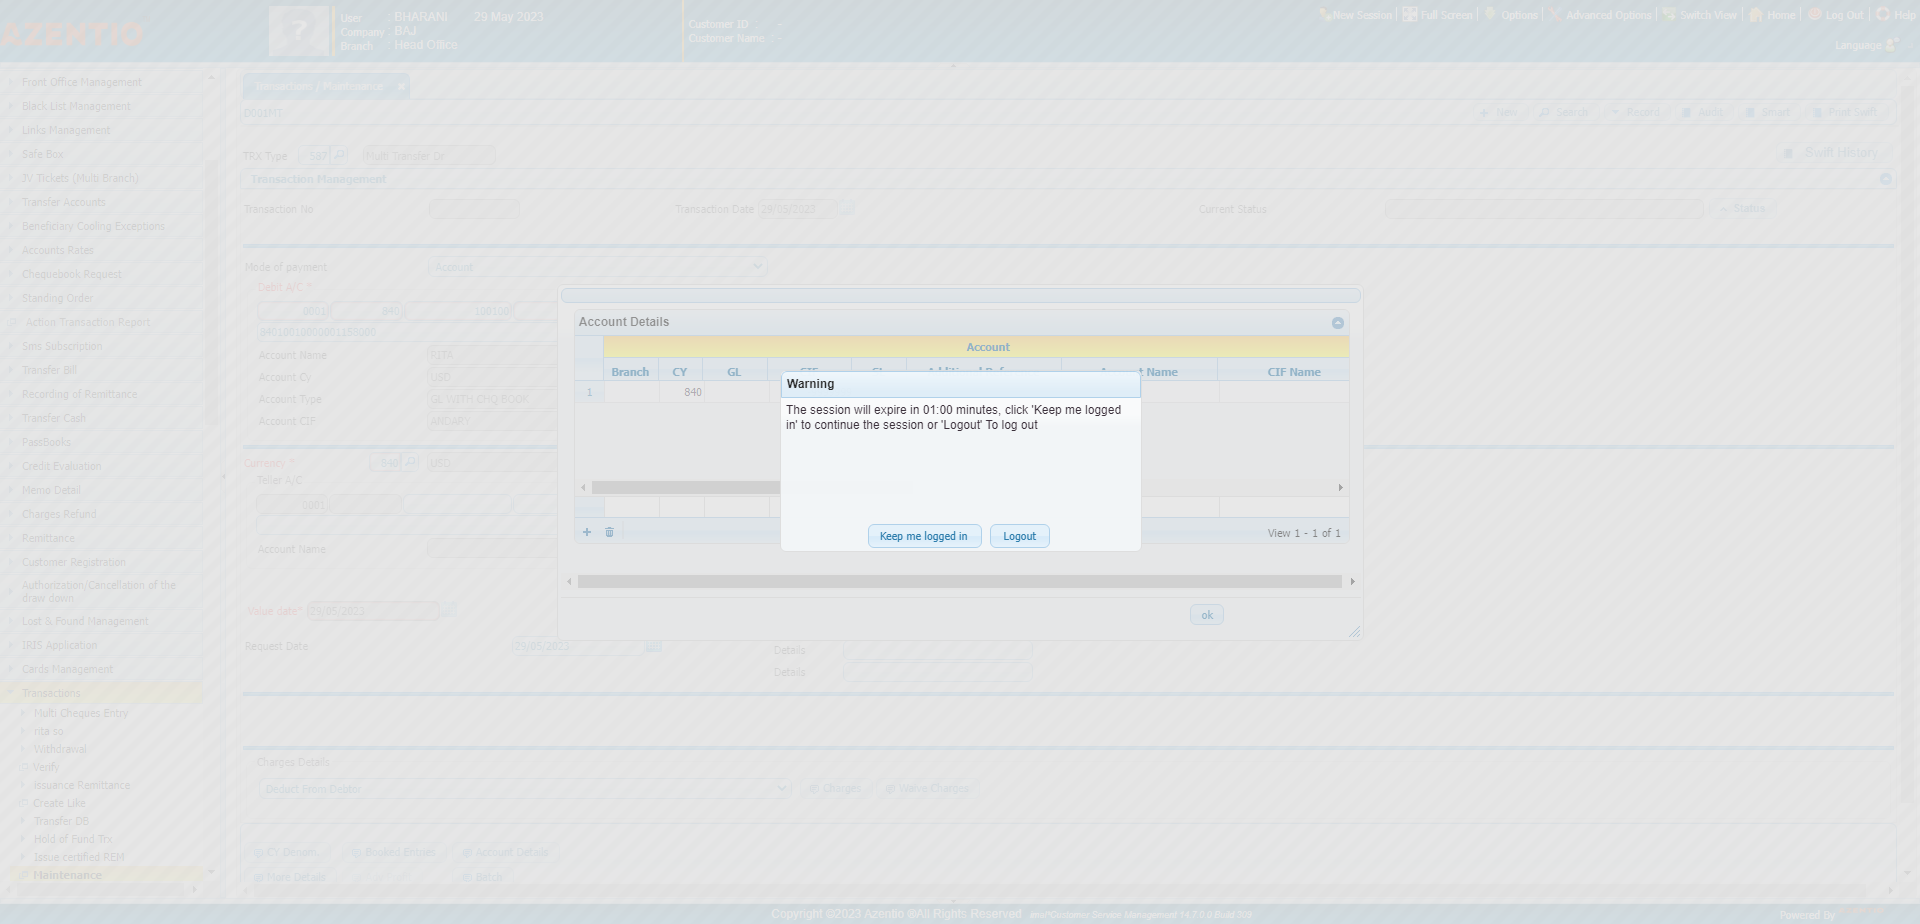 AZENTIO
User : BHARANI 29 May 2023
Company : BAJ
Branch : Head Office
Customer ID : -
Customer Name: -
New Session Full Screen Options Advanced Options Switch View Home Log Out Help
Language
Front Office Management
Black List Management
Links Management
Safe Box
JV Tickets (Multi Branch)
Transfer Accounts
Beneficiary Cooling Exceptions
Accounts Rates
Chequebook Request
Standing Order
Action Transaction Report
Sms Subscription
Transfer Bill
Recording of Remittance
Transfer Cash
PassBooks
Credit Evaluation
Memo Detail
Charges Refund
Remittance
Customer Registration
Authorization/Cancellation of the
draw down
Lost & Found Management
IRIS Application
Cards Management
Transactions
Multi Cheques Entry
rita so
Withdrawal
Verify
issuance Remittance
Create Like
Transfer DB
Hold of Fund Trx
Issue certified REM
Maintenance
Transactions / Maintenance
D001MT
New Search Record Audit Smart Print Swift
TRX Type 587 Multi Transfer Dr
Swift History
Transaction Management
Transaction No
Transaction Date 29/05/2023
Current Status
Status
Mode of payment Account
Debit A/C *
0001 840 100100
Account Name RITA
Account Cy USD
Account Type GL WITH CHQ BOOK
Account CIF ANDARY
Currency * 840 USD
Teller A/C
0001
Account Name
Value date* 29/05/2023
Request Date 29/05/2023
Details
Details
Charges Details
Deduct From Debtor Charges Waive Charges
CY Denom. Booked Entries Account Details
More Details Batch
Account Details
Account
Branch CY GL Account Name CIF Name
1 840
View 1 - 1 of 1
ok
Warning
The session will expire in 01:00 minutes, click 'Keep me logged
in' to continue the session or 'Logout' To log out
Keep me logged in Logout
Copyright ©2023 Azentio ®All Rights Reserved
Powered By